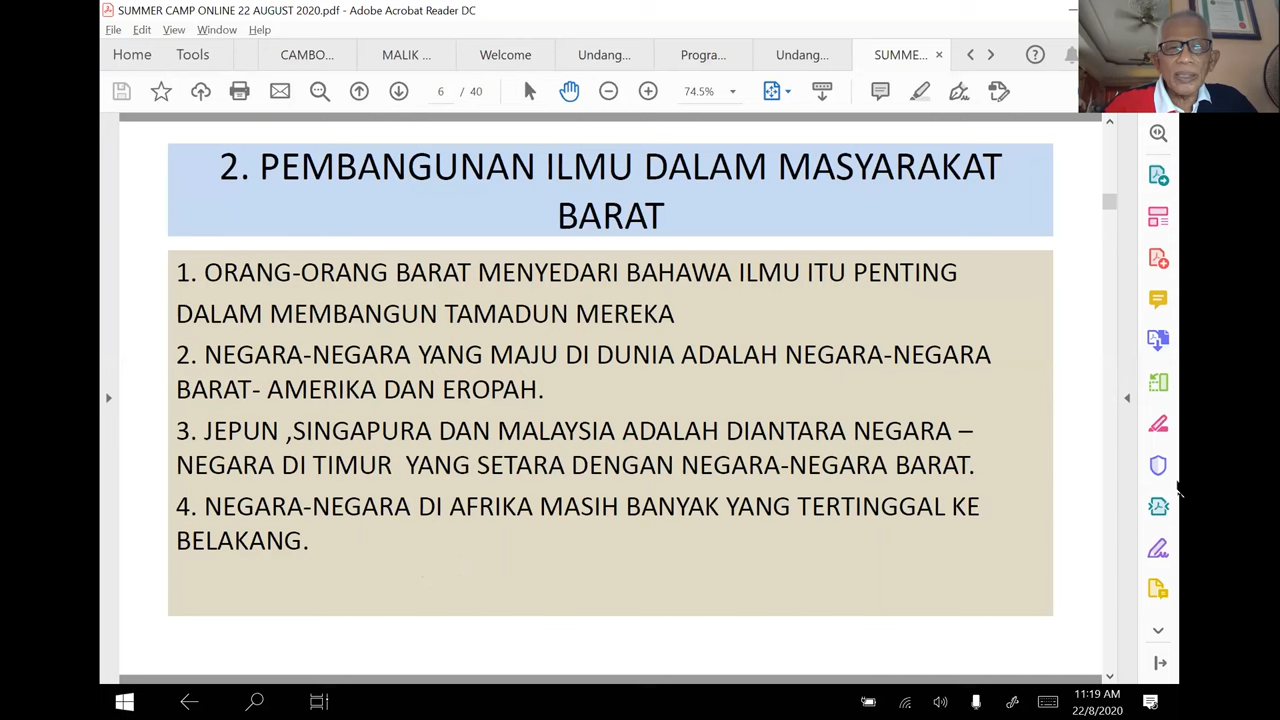 SUMMER CAMP ONLINE 22 AUGUST 2020.pdf - Adobe Acrobat Reader DC
File Edit View Window Help
Home Tools CAMBO... MALIK ... Welcome Undang... Progra... Undang... SUMME... ×
6 / 40 74.5%
2. PEMBANGUNAN ILMU DALAM MASYARAKAT
BARAT
1. ORANG-ORANG BARAT MENYEDARI BAHAWA ILMU ITU PENTING
DALAM MEMBANGUN TAMADUN MEREKA
2. NEGARA-NEGARA YANG MAJU DI DUNIA ADALAH NEGARA-NEGARA
BARAT- AMERIKA DAN EROPAH.
3. JEPUN ,SINGAPURA DAN MALAYSIA ADALAH DIANTARA NEGARA –
NEGARA DI TIMUR  YANG SETARA DENGAN NEGARA-NEGARA BARAT.
4. NEGARA-NEGARA DI AFRIKA MASIH BANYAK YANG TERTINGGAL KE
BELAKANG.
11:19 AM
22/8/2020